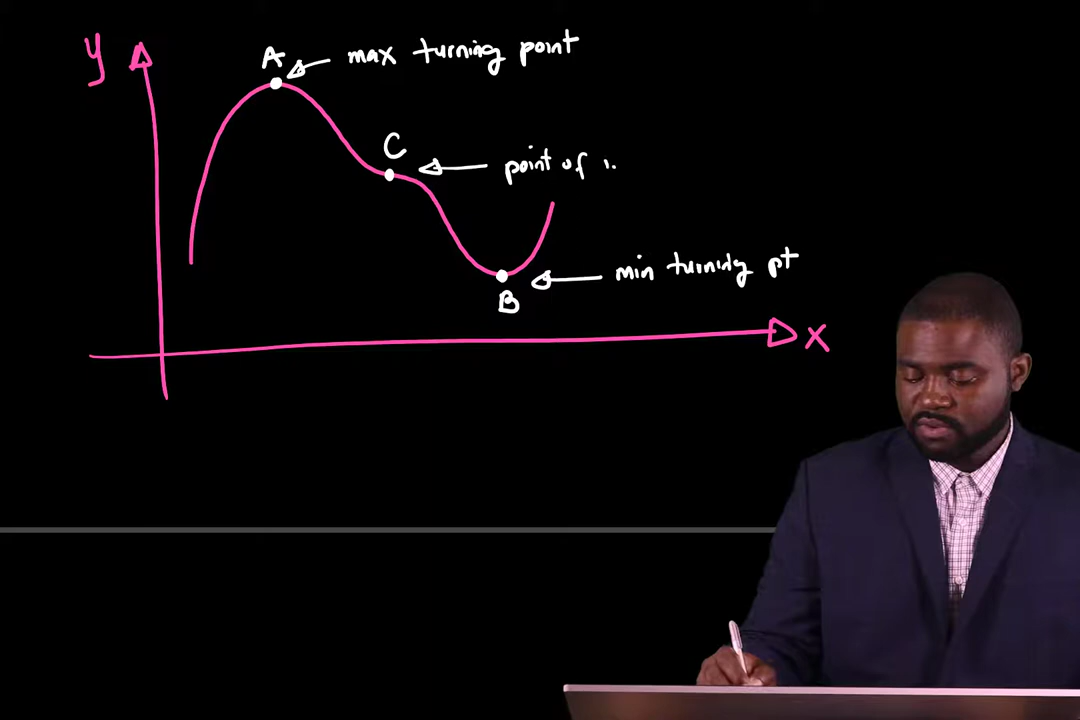 y
A
max turning point
C
point of i
min turning pt
B
x